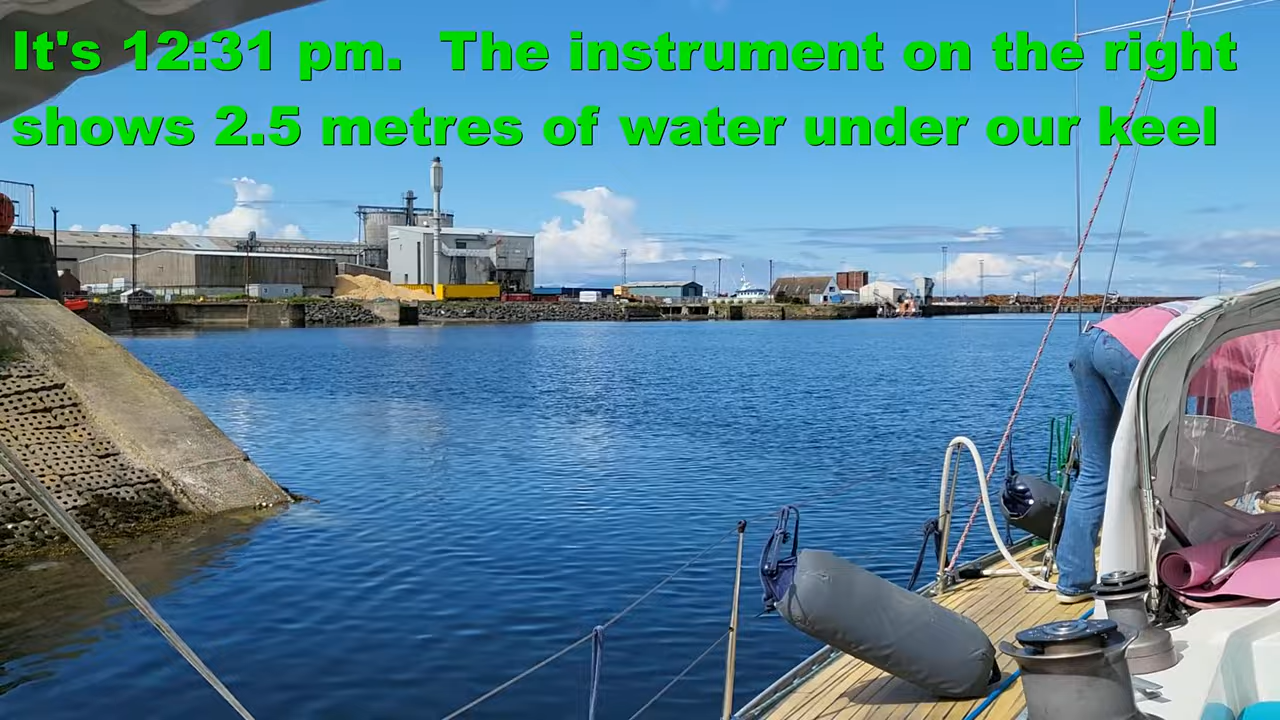 It's 12:31 pm.  The instrument on the right
shows 2.5 metres of water under our keel